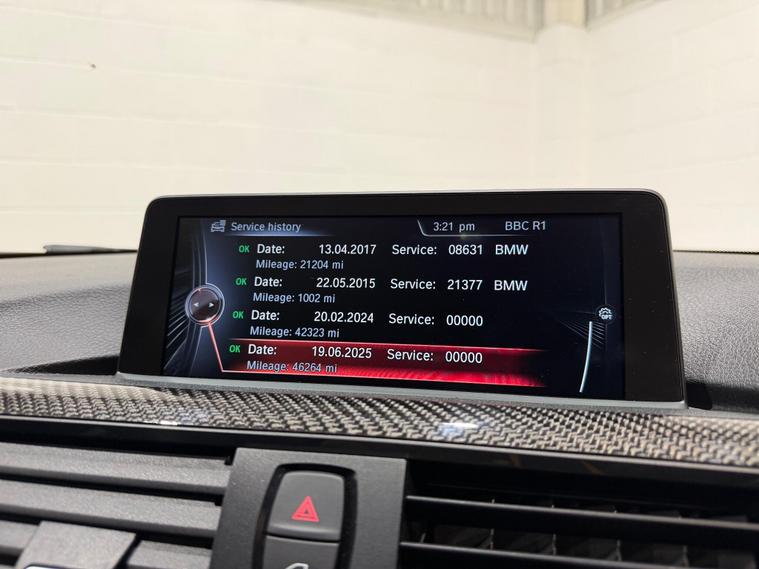 Service history 3:21 pm BBC R1
OK Date: 13.04.2017 Service: 08631 BMW
Mileage: 21204 mi
OK Date: 22.05.2015 Service: 21377 BMW
Mileage: 1002 mi
OK Date: 20.02.2024 Service: 00000
Mileage: 42323 mi
OK Date: 19.06.2025 Service: 00000
Mileage: 46264 mi
OPT